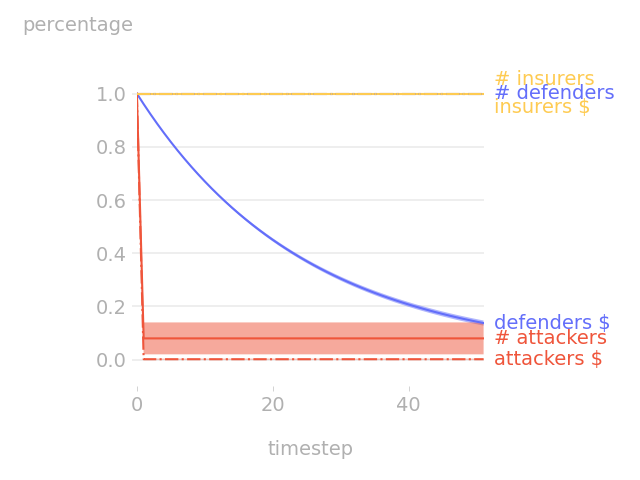 percentage
# insurers
# defenders
insurers $
1.0
0.8
0.6
0.4
0.2
0.0
defenders $
# attackers
attackers $
0
20
40
timestep